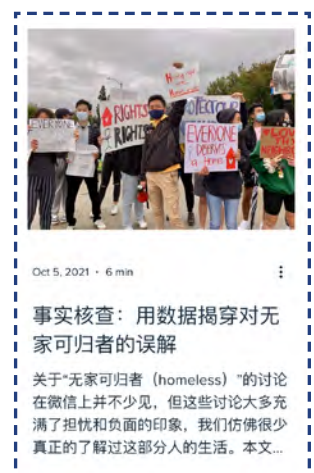 RIGHTS
RIGHTS
EVERYONE
DESERVES
a Home
LOVE
THY
NEIGHBOR
Oct 5, 2021 · 6 min
事实核查：用数据揭穿对无
家可归者的误解
关于“无家可归者（homeless）”的讨论
在微信上并不少见，但这些讨论大多充
满了担忧和负面的印象，我们仿佛很少
真正的了解过这部分人的生活。本文...